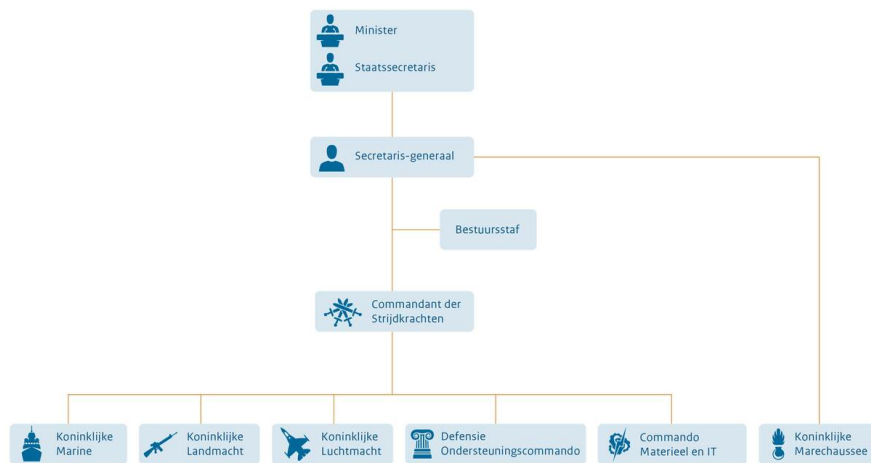 Minister
Staatssecretaris
Secretaris-generaal
Bestuursstaf
Commandant der
Strijdkrachten
Koninklijke
Marine
Koninklijke
Landmacht
Koninklijke
Luchtmacht
Defensie
Ondersteuningscommando
Commando
Materieel en IT
Koninklijke
Marechaussee